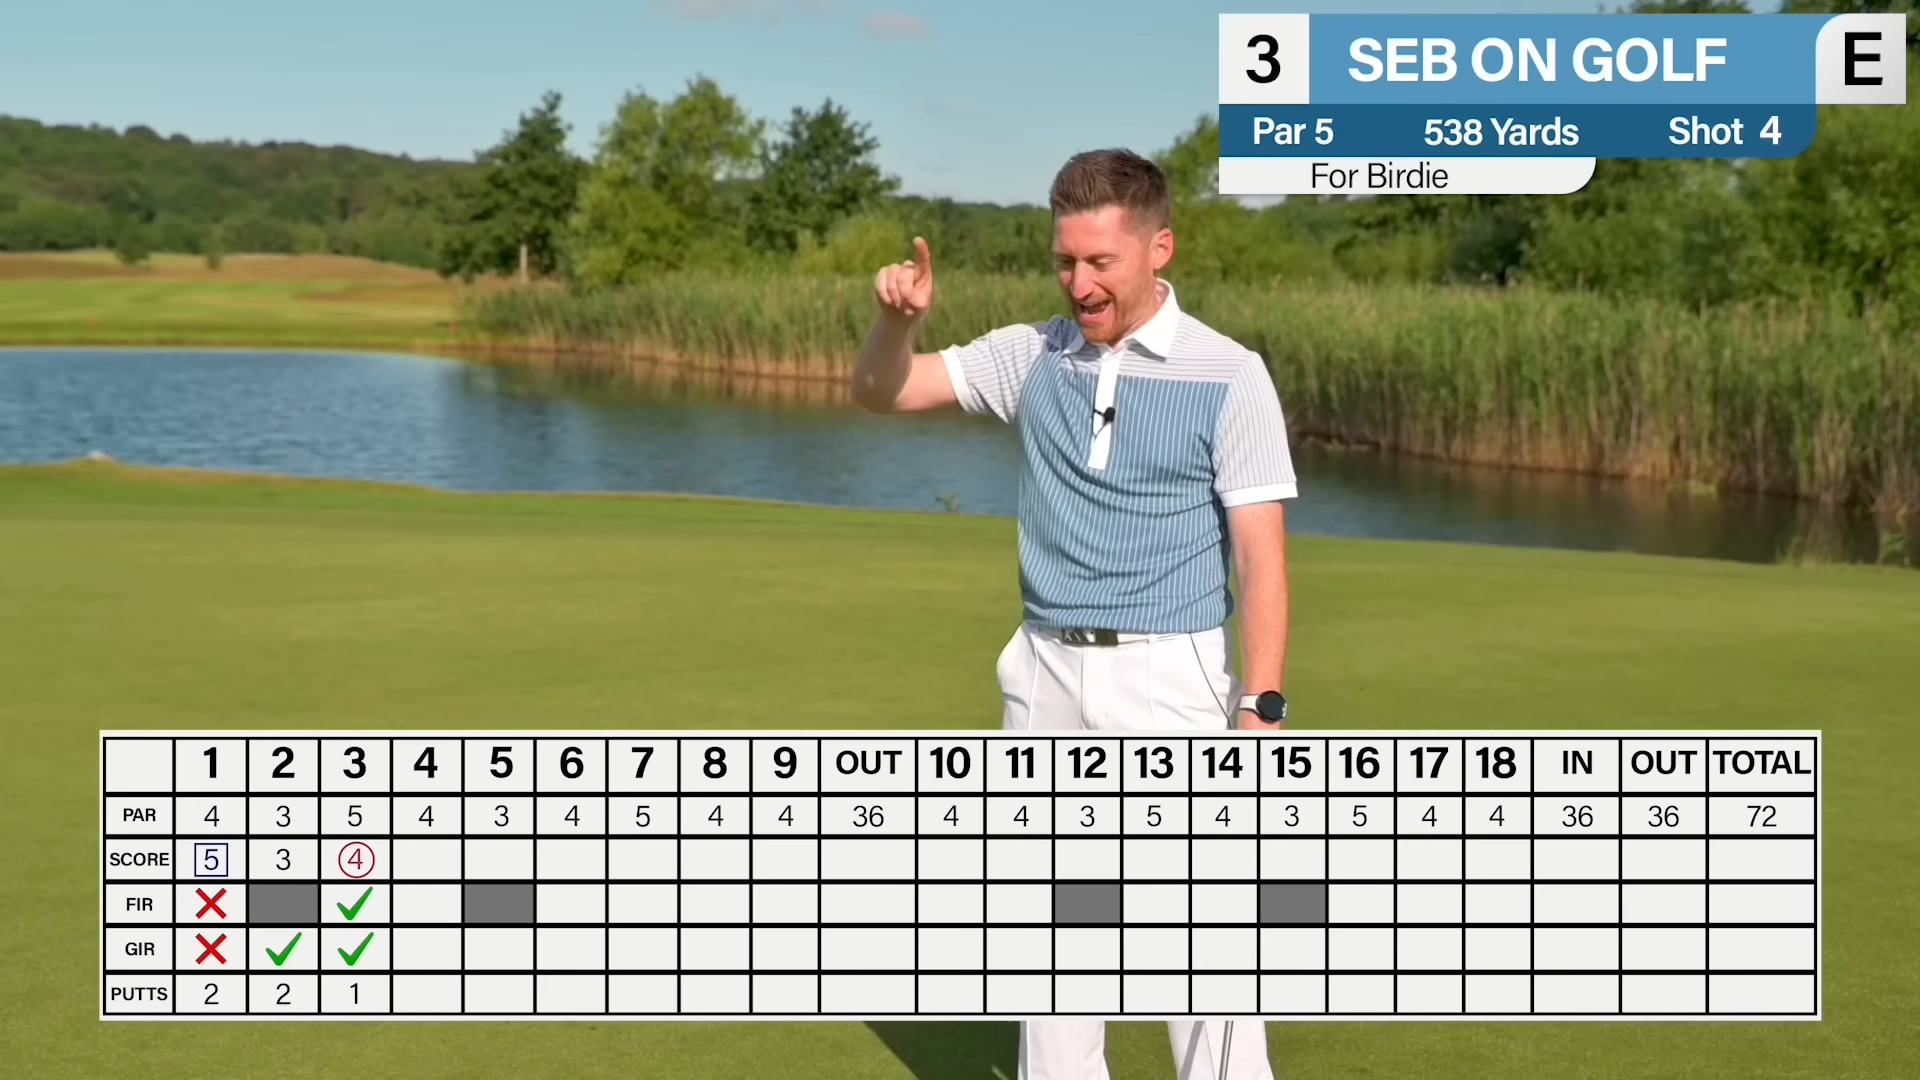 3 SEB ON GOLF E
Par 5 538 Yards Shot 4
For Birdie
1 2 3 4 5 6 7 8 9 OUT 10 11 12 13 14 15 16 17 18 IN OUT TOTAL
PAR 4 3 5 4 3 4 5 4 4 36 4 4 3 5 4 3 5 4 4 36 36 72
SCORE 5 3 4
FIR
GIR
PUTTS 2 2 1